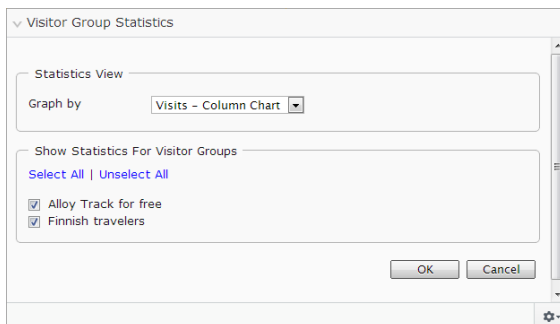 Visitor Group Statistics
Statistics View
Graph by Visits – Column Chart
Show Statistics For Visitor Groups
Select All | Unselect All
Alloy Track for free
Finnish travelers
OK Cancel